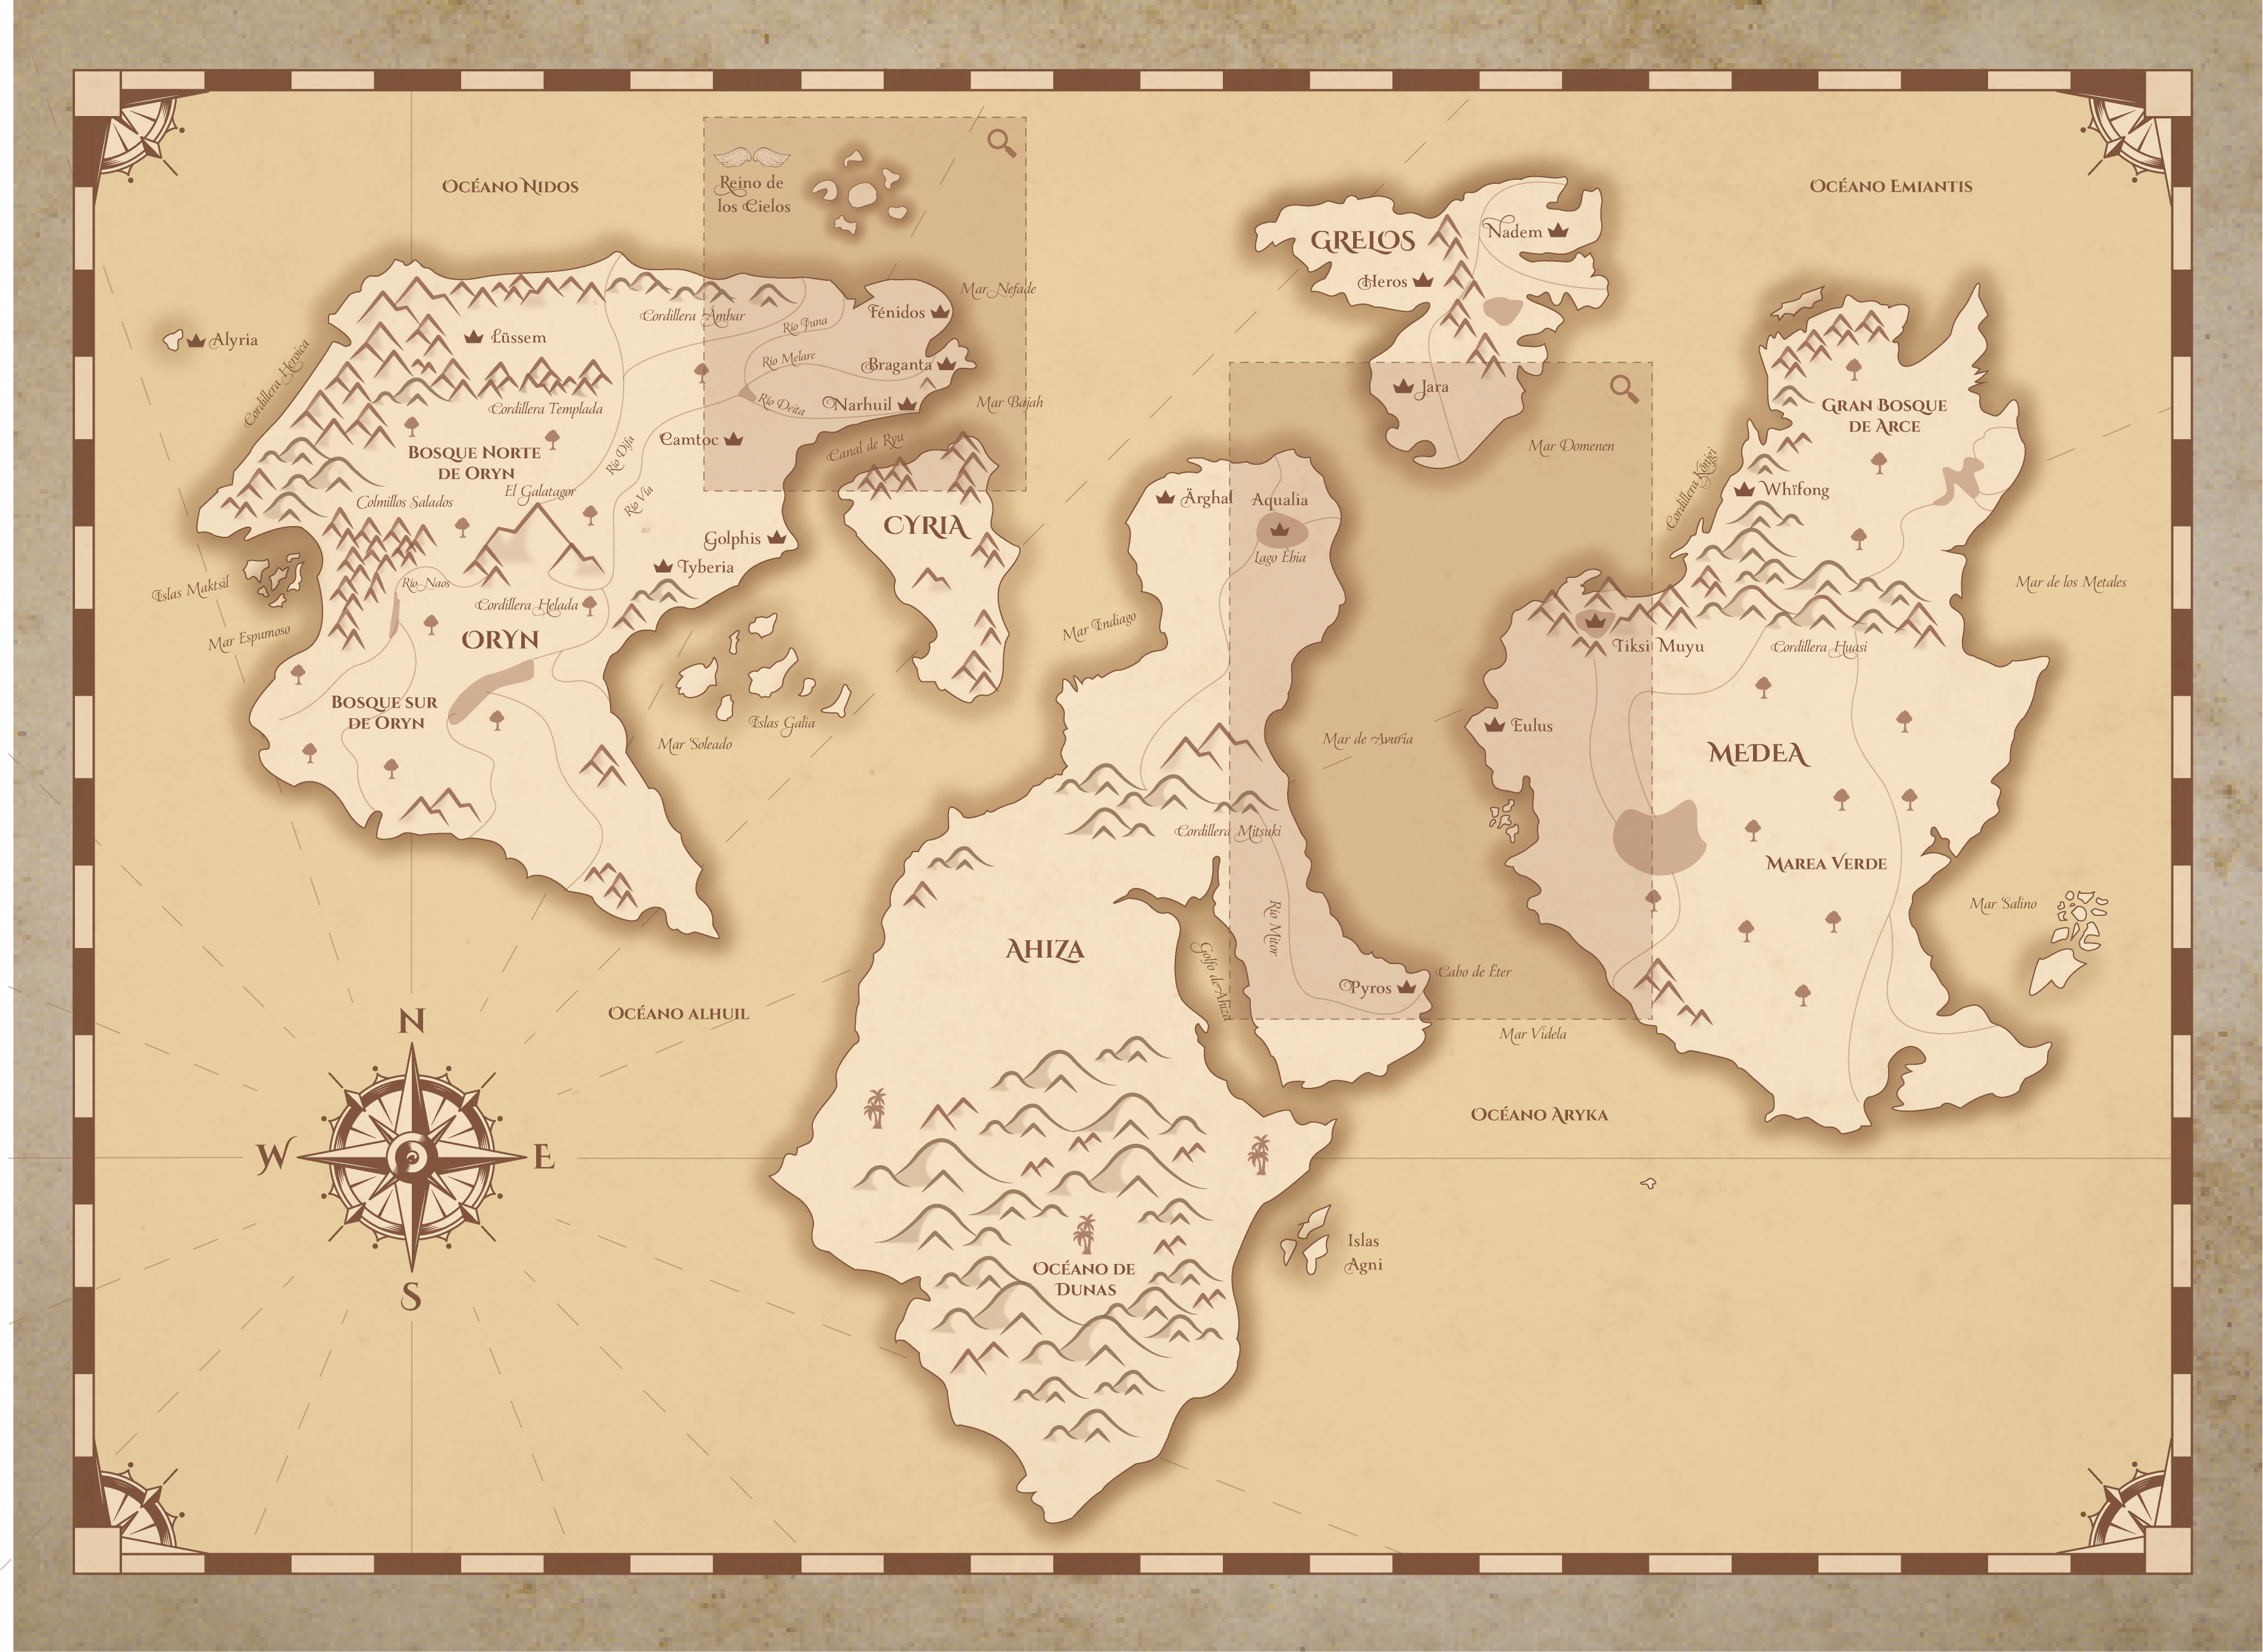 Océano Nidos
Reino de
los Cielos
Océano Emiantis
GRELOS
Nadem
Heros
Mar Nefade
Fénidos
Cordillera Ámbar
Río Juna
Alyria
Lüssem
Cordillera Heroica
Río Melare
Braganta
Jara
Cordillera Templada
Río Deita
Narhuil
Mar Bajah
Gran Bosque
de Arce
Camtoc
Canal de Ryu
Mar Domenen
Bosque Norte
de Oryn
Río Difa
El Galatagor
Colmillos Salados
Río Vía
Cordillera Köngei
Whïfong
Ärghal
Aqualia
CYRIA
Golphis
Lago Ébia
Tyberia
Islas Maktsil
Río Naos
Mar de los Metales
Cordillera Helada
Mar Espumoso
ORYN
Mar Indiago
Tiksi Muyu
Cordillera Huasi
Bosque sur
de Oryn
Islas Galia
Mar Soleado
Mar de Avuría
Eulus
MEDEA
Cordillera Mitsuki
Marea Verde
Mar Salino
Río Mitor
AHIZA
Golfo de Ahiza
Cabo de Éter
Pyros
Océano alhuil
Mar Videla
N
Océano Aryka
W
E
Islas
Agni
Océano de
Dunas
S